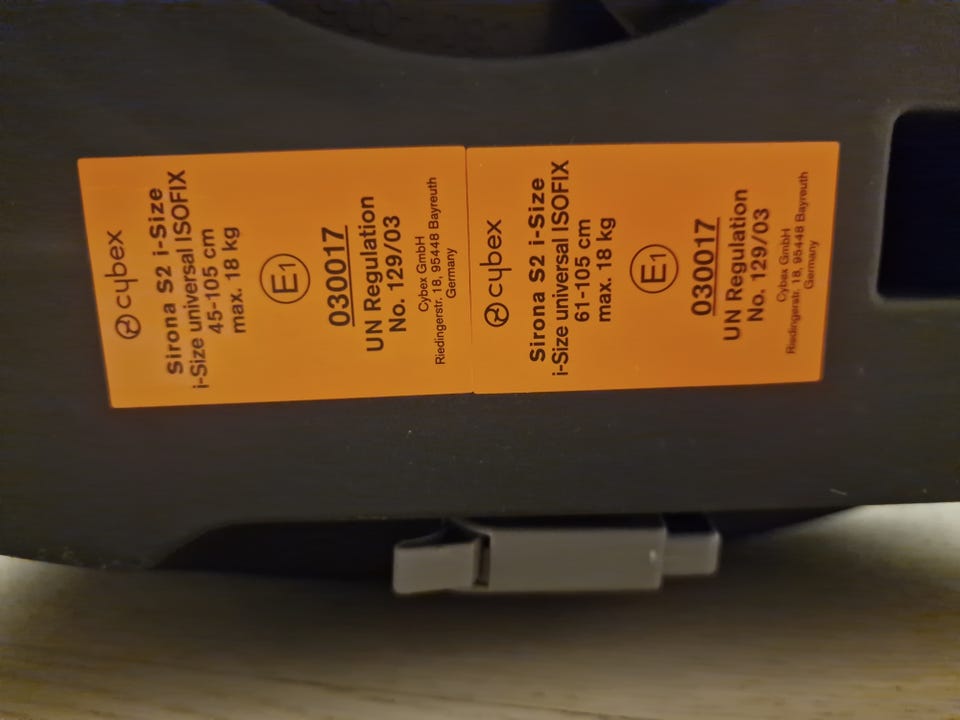 cybex
Sirona S2 i-Size
i-Size universal ISOFIX
45-105 cm
max. 18 kg
E1
030017
UN Regulation
No. 129/03
Cybex GmbH
Riedingerstr. 18, 95448 Bayreuth
Germany
cybex
Sirona S2 i-Size
i-Size universal ISOFIX
61-105 cm
max. 18 kg
E1
030017
UN Regulation
No. 129/03
Cybex GmbH
Riedingerstr. 18, 95448 Bayreuth
Germany